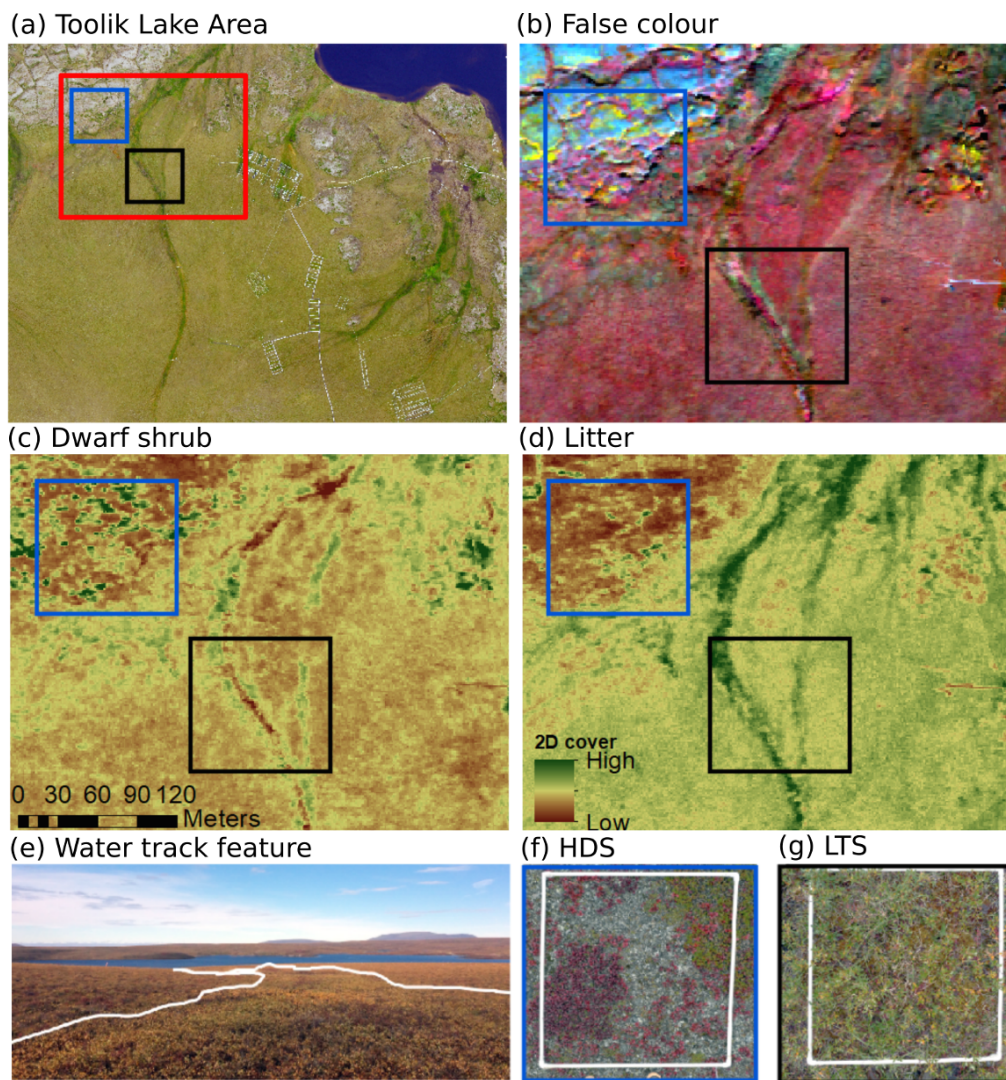 (a) Toolik Lake Area
(b) False colour
(c) Dwarf shrub
(d) Litter
2D cover
High
Low
0 30 60 90 120
Meters
(e) Water track feature
(f) HDS
(g) LTS